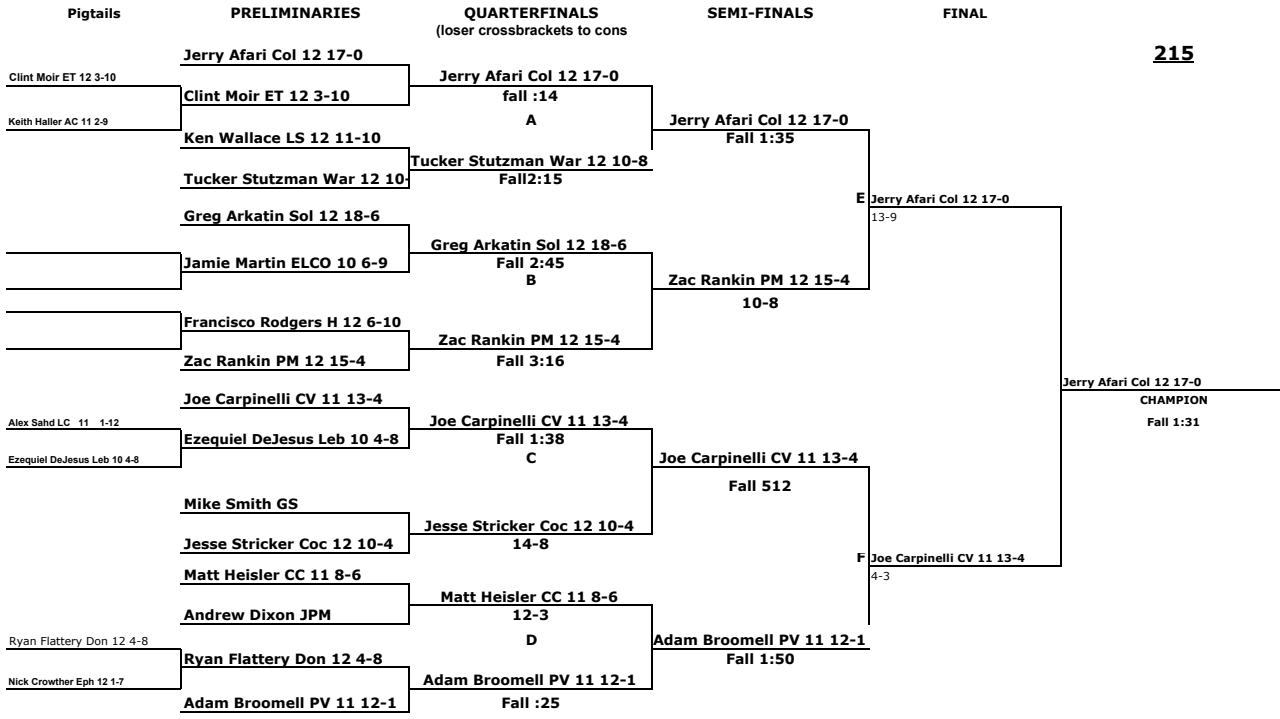 Pigtails
PRELIMINARIES
QUARTERFINALS
(loser crossbrackets to cons
SEMI-FINALS
FINAL
215
Clint Moir ET 12 3-10
Keith Haller AC 11 2-9
Alex Sahd LC 11 1-12
Ezequiel DeJesus Leb 10 4-8
Ryan Flattery Don 12 4-8
Nick Crowther Eph 12 1-7
Jerry Afari Col 12 17-0
Clint Moir ET 12 3-10
Ken Wallace LS 12 11-10
Tucker Stutzman War 12 10-
Greg Arkatin Sol 12 18-6
Jamie Martin ELCO 10 6-9
Francisco Rodgers H 12 6-10
Zac Rankin PM 12 15-4
Joe Carpinelli CV 11 13-4
Ezequiel DeJesus Leb 10 4-8
Mike Smith GS
Jesse Stricker Coc 12 10-4
Matt Heisler CC 11 8-6
Andrew Dixon JPM
Ryan Flattery Don 12 4-8
Adam Broomell PV 11 12-1
Jerry Afari Col 12 17-0
fall :14
A
Tucker Stutzman War 12 10-8
Fall2:15
Greg Arkatin Sol 12 18-6
Fall 2:45
B
Zac Rankin PM 12 15-4
Fall 3:16
Joe Carpinelli CV 11 13-4
Fall 1:38
C
Jesse Stricker Coc 12 10-4
14-8
Matt Heisler CC 11 8-6
12-3
D
Adam Broomell PV 11 12-1
Fall :25
Jerry Afari Col 12 17-0
Fall 1:35
Zac Rankin PM 12 15-4
10-8
Joe Carpinelli CV 11 13-4
Fall 512
Adam Broomell PV 11 12-1
Fall 1:50
E Jerry Afari Col 12 17-0
13-9
F Joe Carpinelli CV 11 13-4
4-3
Jerry Afari Col 12 17-0
CHAMPION
Fall 1:31